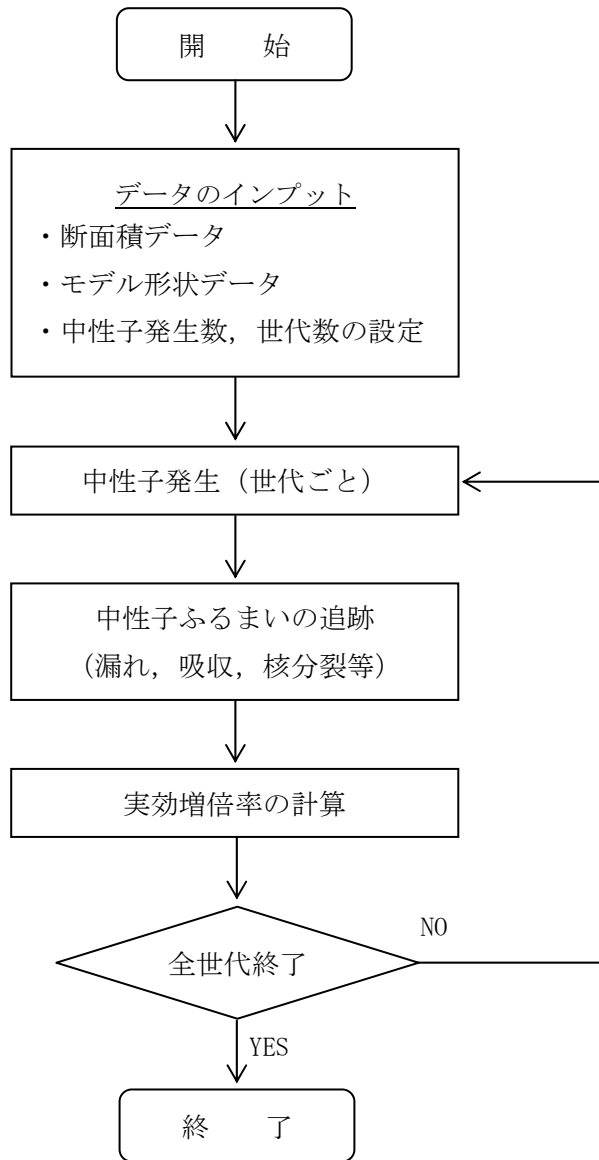 開　　始
データのインプット
・断面積データ
・モデル形状データ
・中性子発生数，世代数の設定
中性子発生（世代ごと）
中性子ふるまいの追跡
（漏れ，吸収，核分裂等）
実効増倍率の計算
全世代終了
NO
YES
終　　了